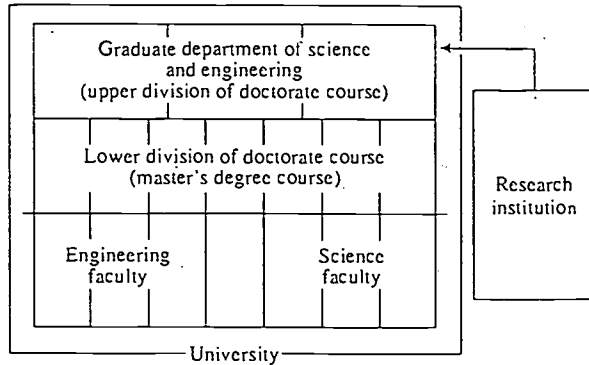 Graduate department of science
and engineering
(upper division of doctorate course)
Lower division of doctorate course
(master's degree course)
Research
institution
Engineering
faculty
Science
faculty
University